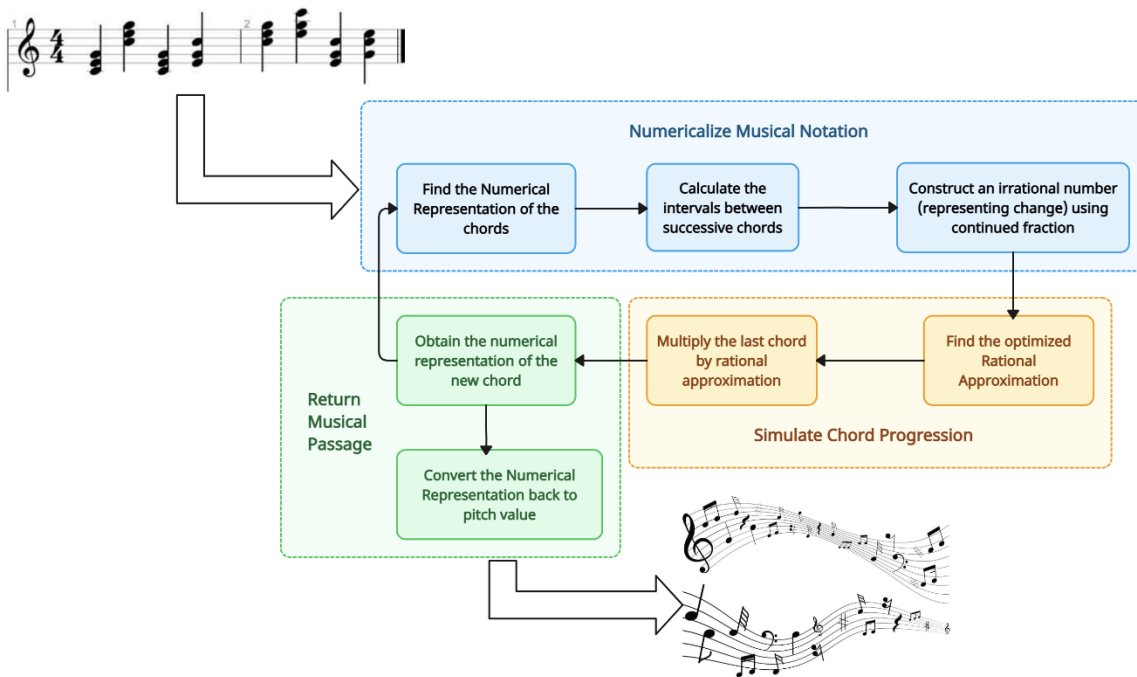 1
2
4
4
Numericalize Musical Notation
Find the Numerical
Representation of the
chords
Calculate the
intervals between
successive chords
Construct an irrational number
(representing change) using
continued fraction
Obtain the numerical
representation of the
new chord
Multiply the last chord
by rational
approximation
Find the optimized
Rational
Approximation
Return
Musical
Passage
Simulate Chord Progression
Convert the Numerical
Representation back to
pitch value